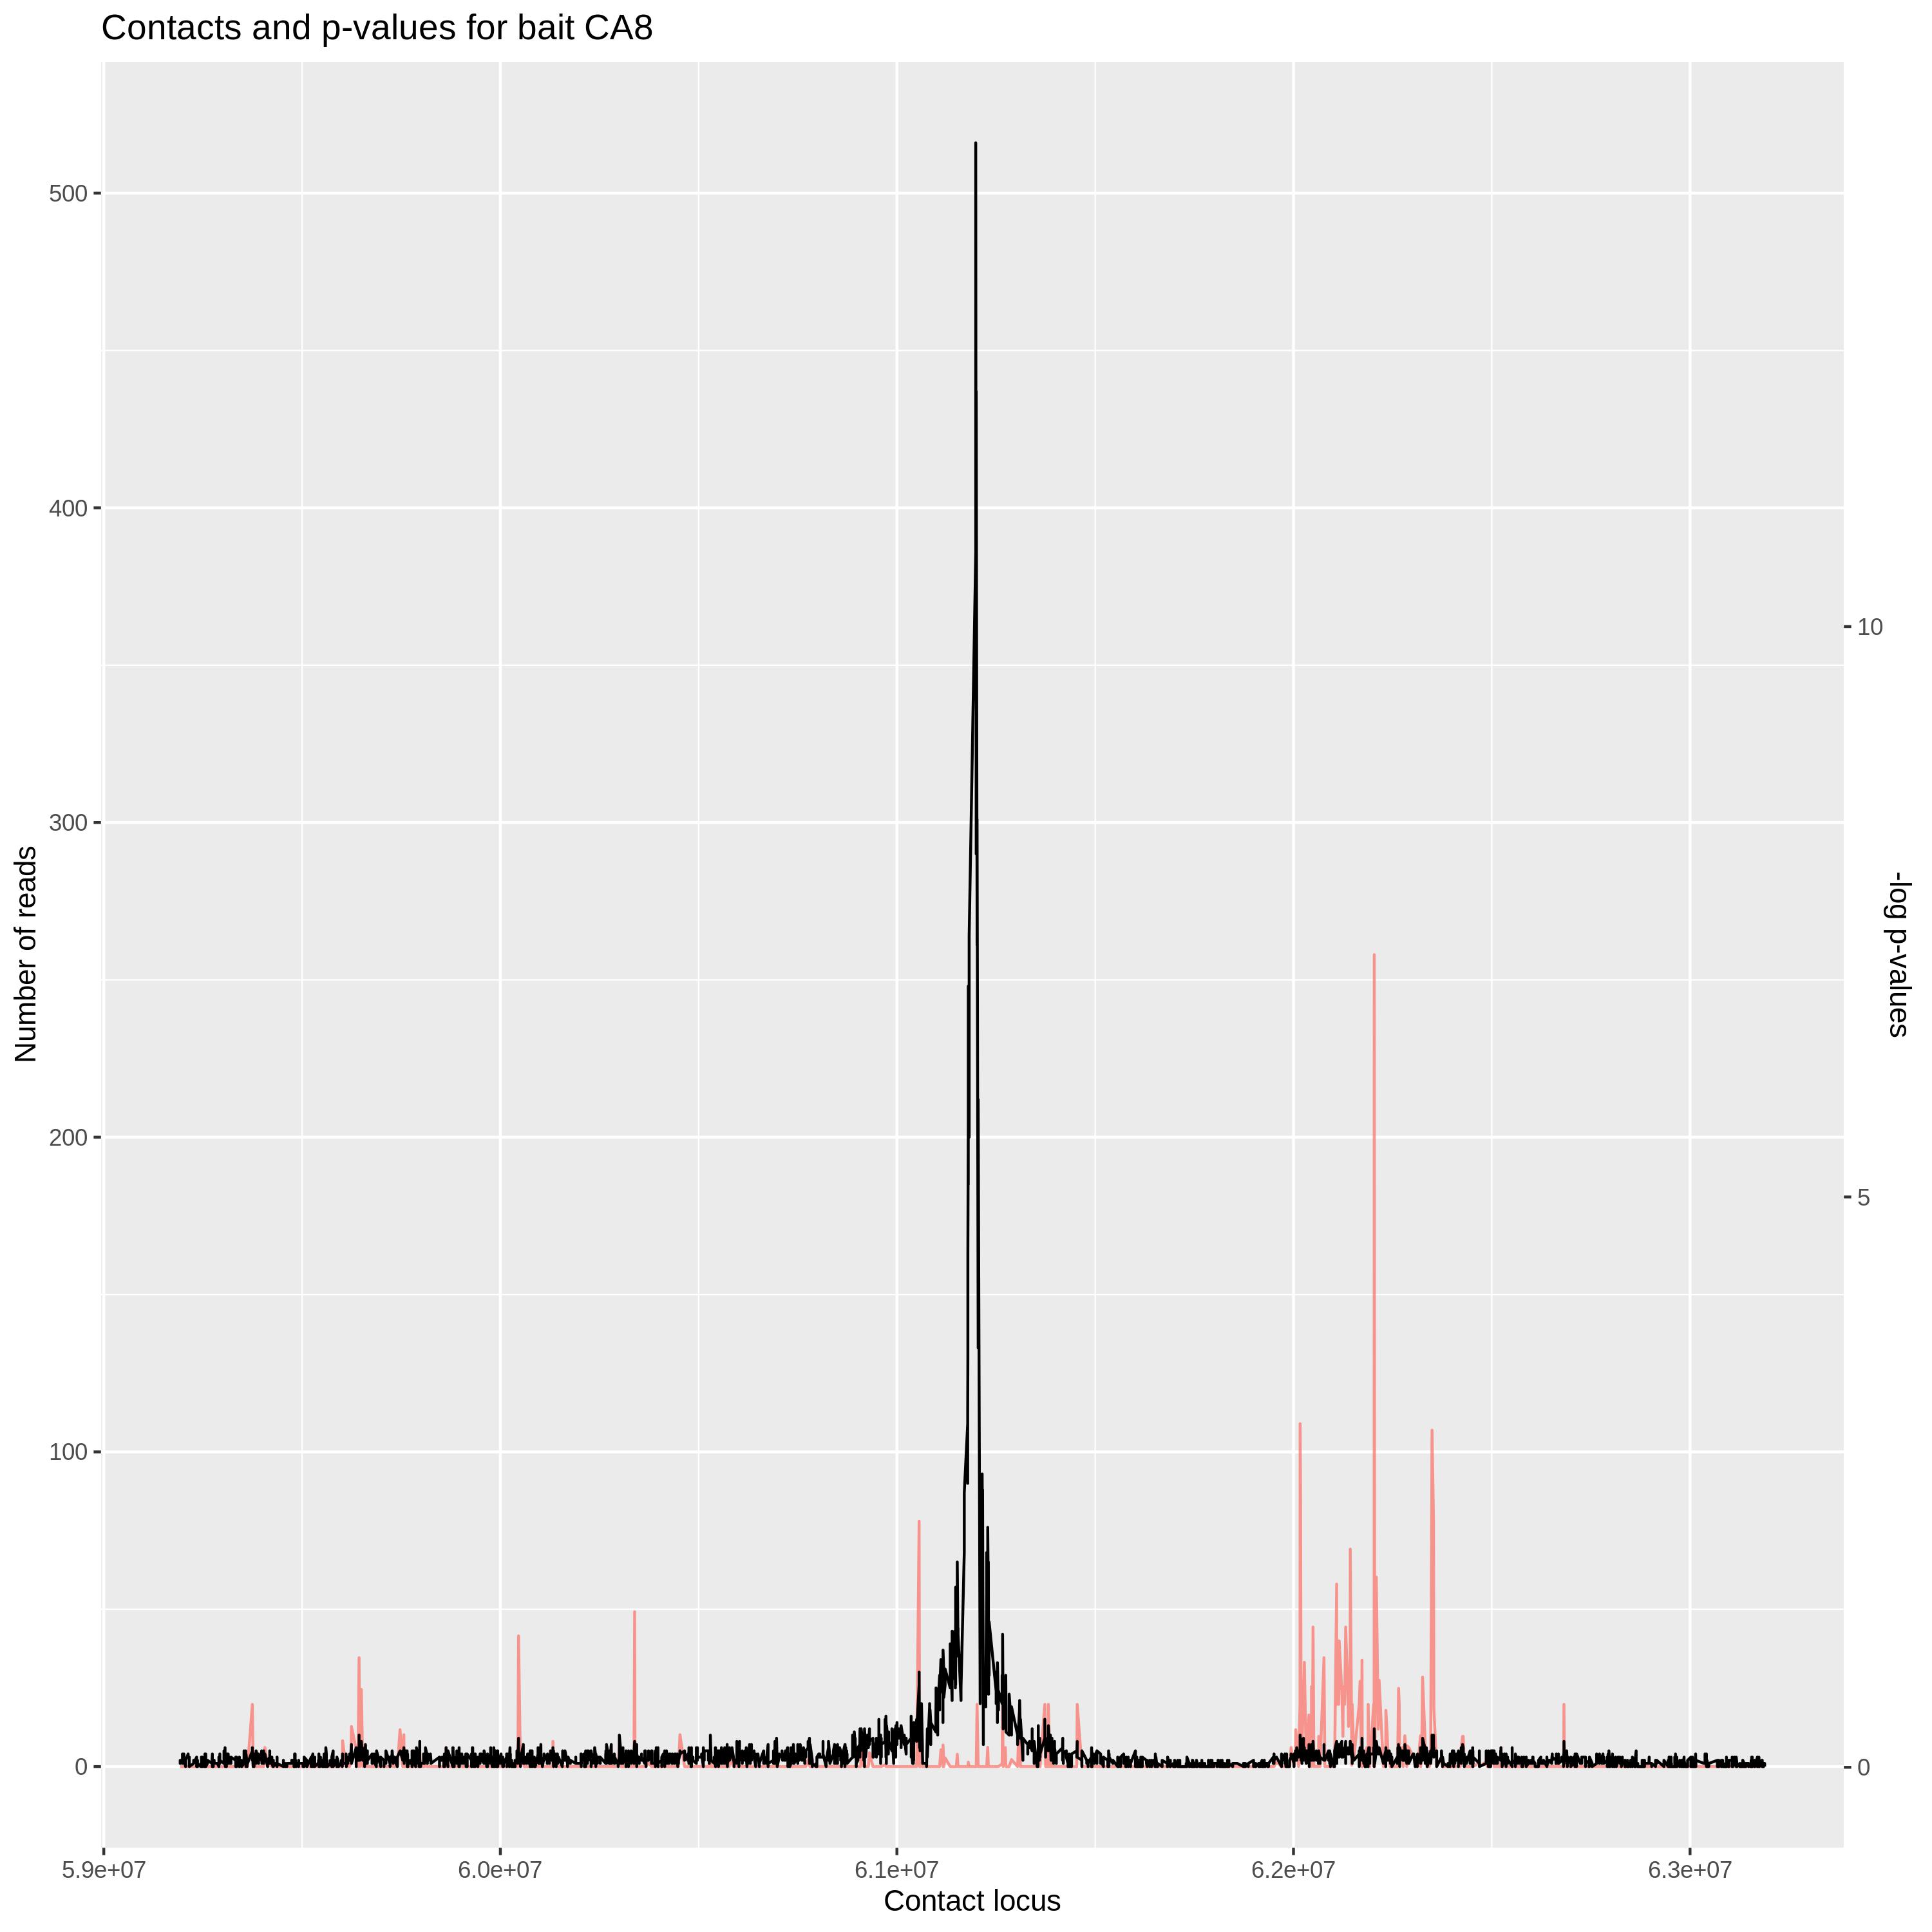 Contacts and p-values for bait CA8
500
400
300
200
100
0
Number of reads
10
5
0
-log p-values
5.9e+07
6.0e+07
6.1e+07
6.2e+07
6.3e+07
Contact locus